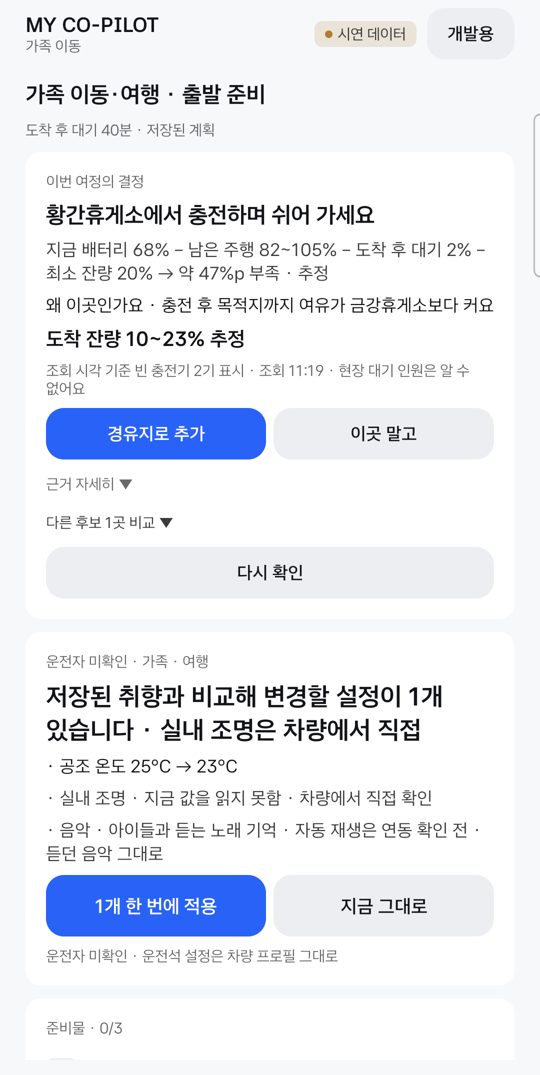 MY CO-PILOT
가족 이동
시연 데이터
개발용
가족 이동·여행 · 출발 준비
도착 후 대기 40분 · 저장된 계획
이번 여정의 결정
황간휴게소에서 충전하며 쉬어 가세요
지금 배터리 68% − 남은 주행 82~105% − 도착 후 대기 2% −
최소 잔량 20% → 약 47%p 부족 · 추정
왜 이곳인가요 · 충전 후 목적지까지 여유가 금강휴게소보다 커요
도착 잔량 10~23% 추정
조회 시각 기준 빈 충전기 2기 표시 · 조회 11:19 · 현장 대기 인원은 알 수
없어요
경유지로 추가
이곳 말고
근거 자세히 ▼
다른 후보 1곳 비교 ▼
다시 확인
운전자 미확인 · 가족 · 여행
저장된 취향과 비교해 변경할 설정이 1개
있습니다 · 실내 조명은 차량에서 직접
· 공조 온도 25°C → 23°C
· 실내 조명 · 지금 값을 읽지 못함 · 차량에서 직접 확인
· 음악 · 아이들과 듣는 노래 기억 · 자동 재생은 연동 확인 전 ·
듣던 음악 그대로
1개 한 번에 적용
지금 그대로
운전자 미확인 · 운전석 설정은 차량 프로필 그대로
준비물 · 0/3